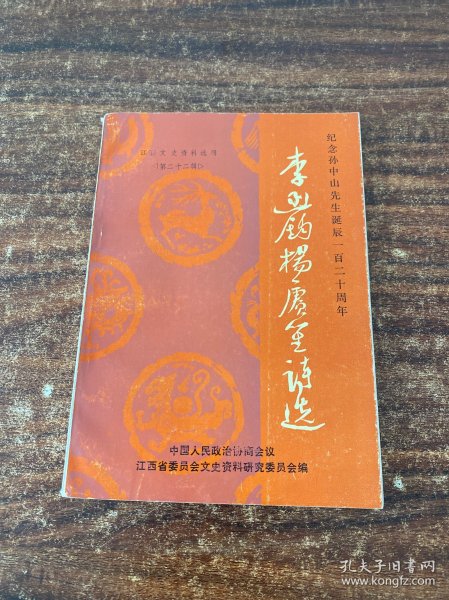 纪念孙中山先生诞辰一百二十周年
李烈钧杨赓笙诗选
江西文史资料选辑
（第二十二辑）
中国人民政治协商会议
江西省委员会文史资料研究委员会编
孔夫子旧书网
www.kongfz.com